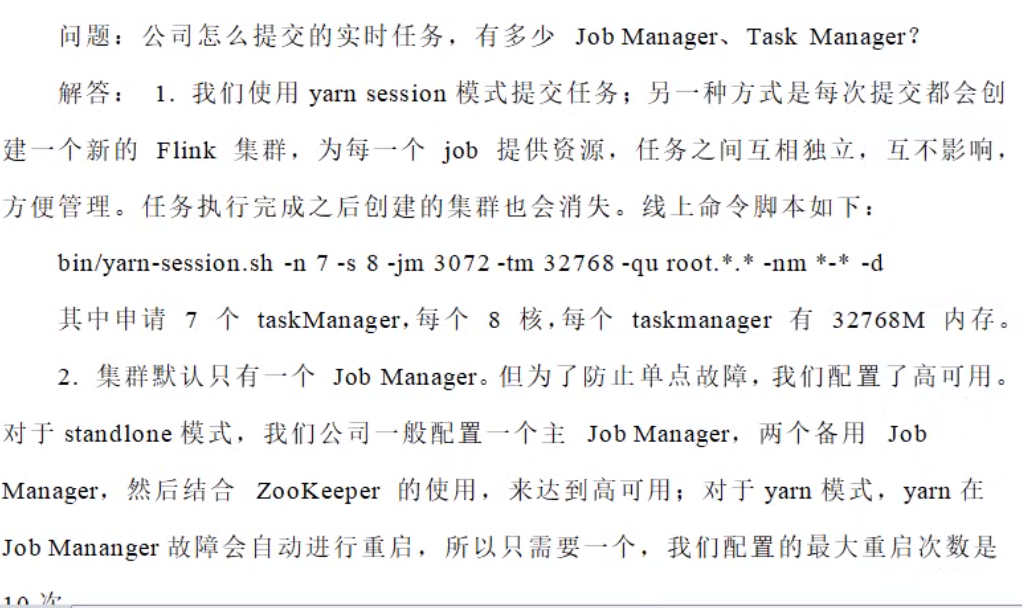 问题：公司怎么提交的实时任务，有多少 Job Manager、Task Manager？
解答： 1. 我们使用 yarn session 模式提交任务；另一种方式是每次提交都会创
建一个新的 Flink 集群，为每一个 job 提供资源，任务之间互相独立，互不影响，
方便管理。任务执行完成之后创建的集群也会消失。线上命令脚本如下：
bin/yarn-session.sh -n 7 -s 8 -jm 3072 -tm 32768 -qu root.*.* -nm *-* -d
其中申请 7 个 taskManager，每个 8 核，每个 taskmanager 有 32768M 内存。
2. 集群默认只有一个 Job Manager。但为了防止单点故障，我们配置了高可用。
对于 standlone 模式，我们公司一般配置一个主 Job Manager，两个备用 Job
Manager，然后结合 ZooKeeper 的使用，来达到高可用；对于 yarn 模式，yarn 在
Job Mananger 故障会自动进行重启，所以只需要一个，我们配置的最大重启次数是
10 次